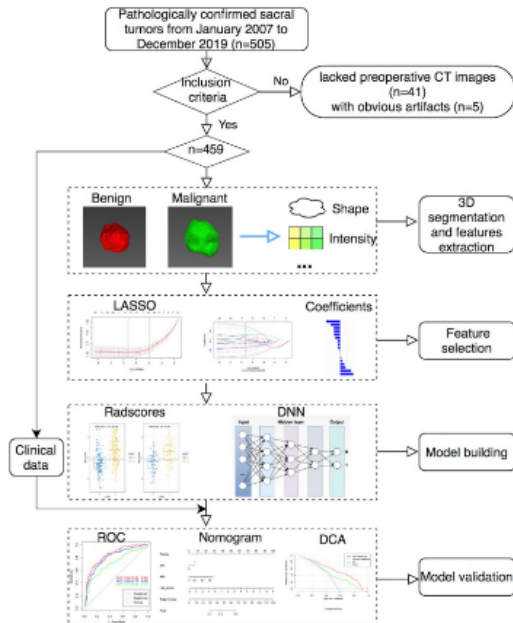 Pathologically confirmed sacral
tumors from January 2007 to
December 2019 (n=505)
Inclusion
criteria
No
lacked preoperative CT images
(n=41)
with obvious artifacts (n=5)
Yes
n=459
Benign
Malignant
Shape
Intensity
...
3D
segmentation
and features
extraction
LASSO
Coefficients
Feature
selection
Radscores
DNN
Input
Hidden layer
Output
Clinical
data
Model building
ROC
Nomogram
DCA
Model validation